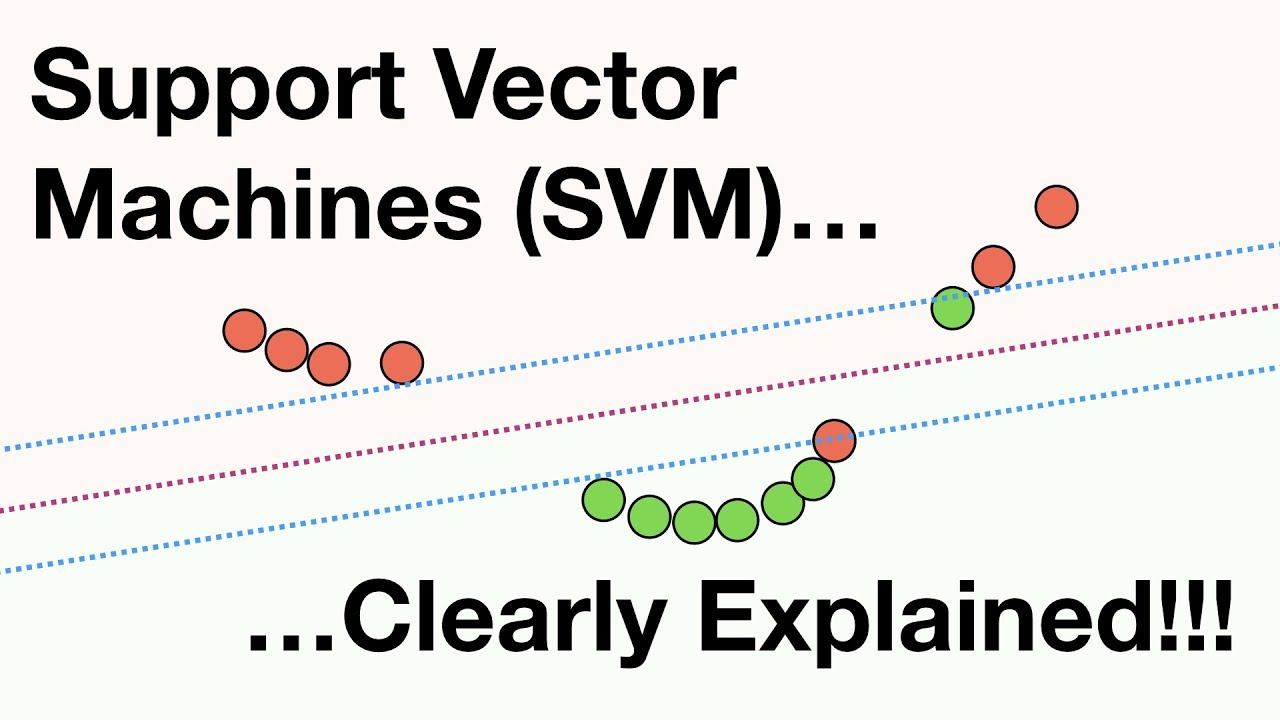 Support Vector
Machines (SVM)…
…Clearly Explained!!!